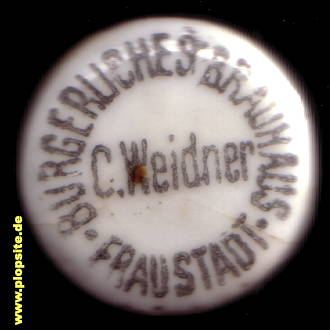 BÜRGERLICHES BRAUHAUS
C. Weidner
· FRAUSTADT ·
www.plopsite.de